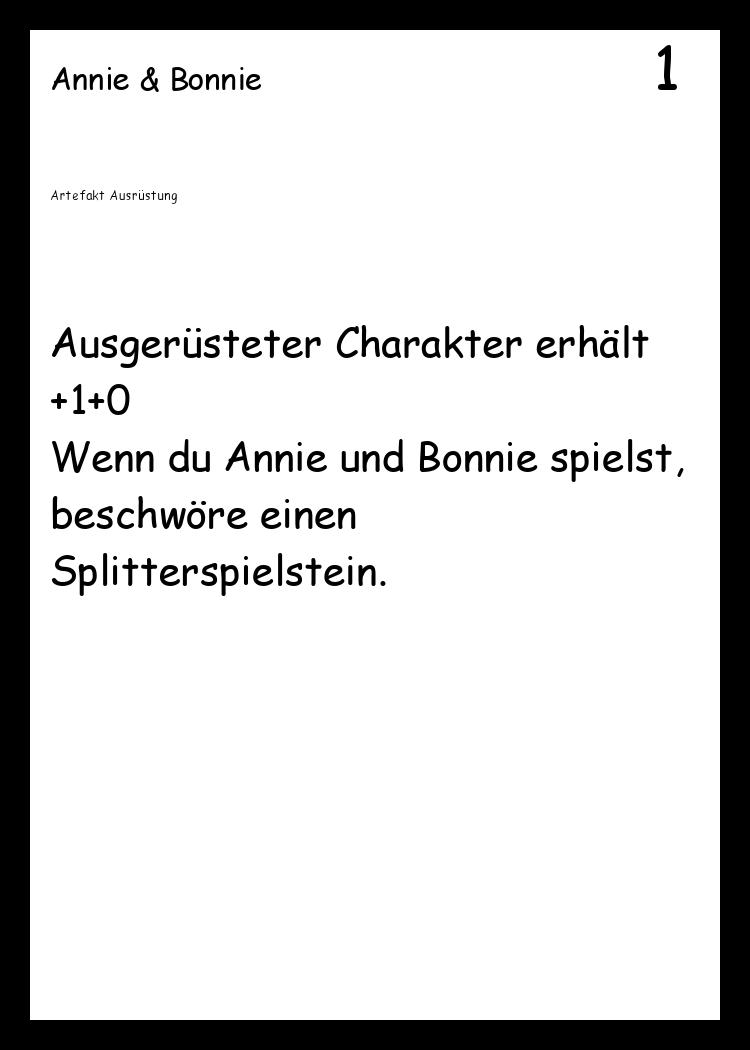 Annie & Bonnie
1
Artefakt Ausrüstung
Ausgerüsteter Charakter erhält
+1+0
Wenn du Annie und Bonnie spielst,
beschwöre einen
Splitterspielstein.